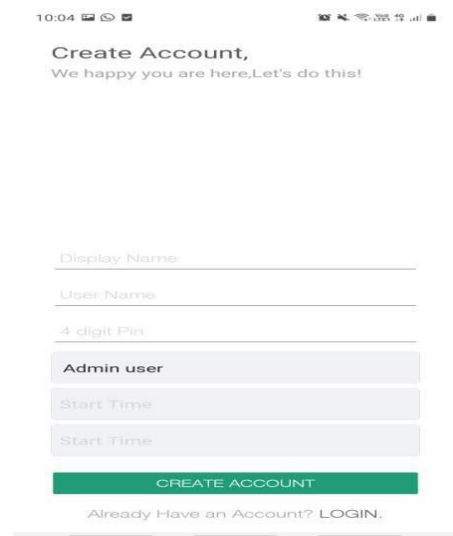 10:04
Create Account,
We happy you are here,Let's do this!
Display Name
User Name
4 digit Pin
Admin user
Start Time
Start Time
CREATE ACCOUNT
Already Have an Account? LOGIN.